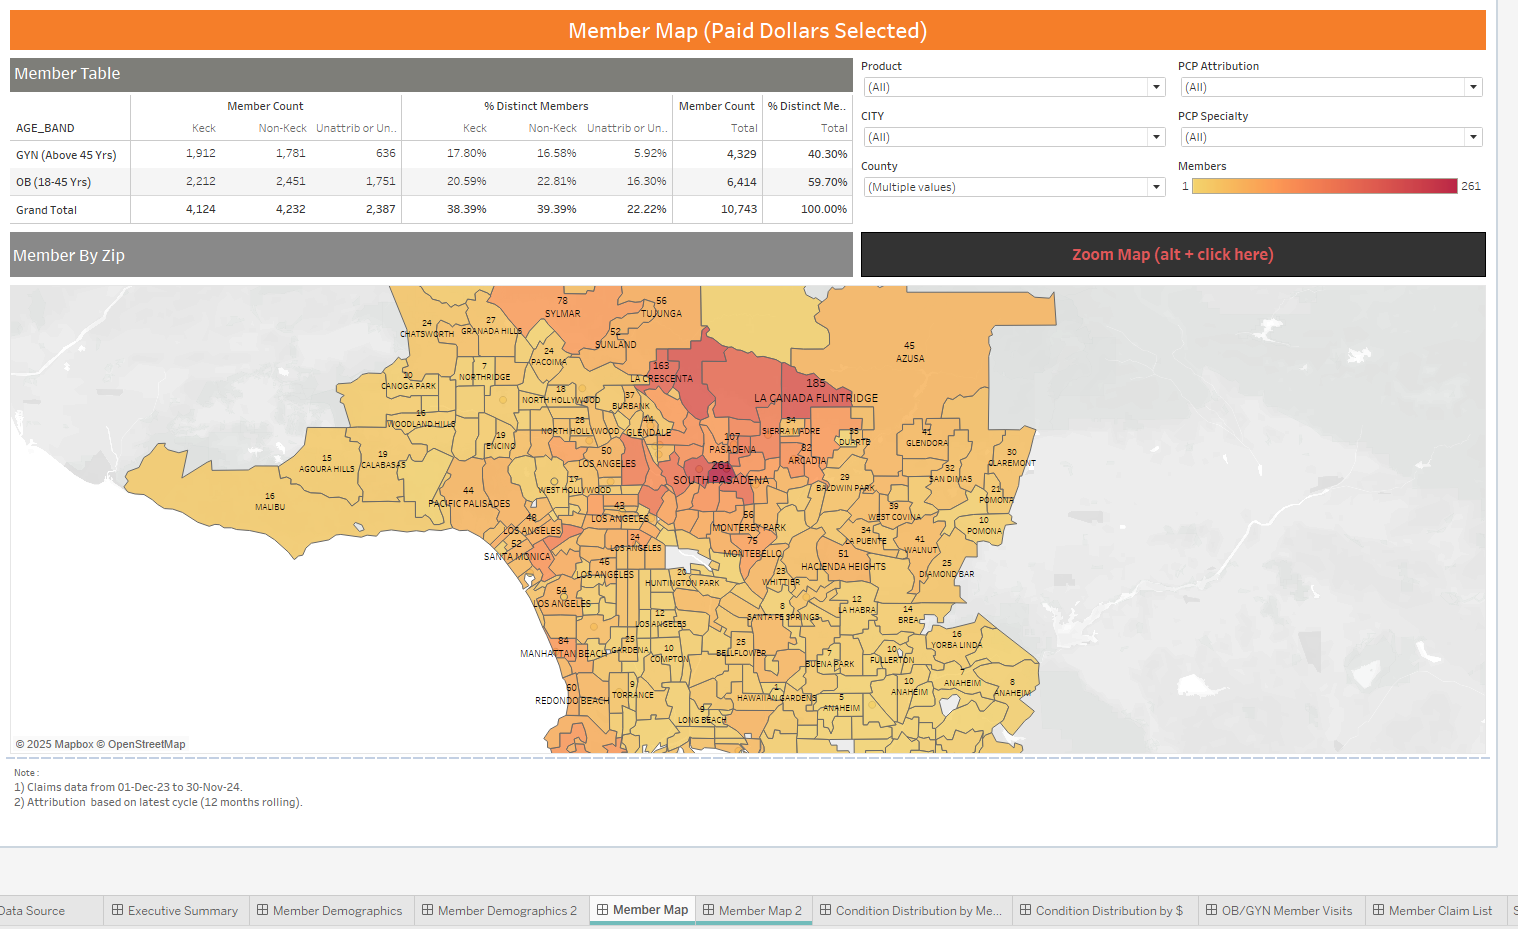 Member Map (Paid Dollars Selected)
Member Table
Member Count % Distinct Members Member Count % Distinct Me..
AGE_BAND Keck Non-Keck Unattrib or Un.. Keck Non-Keck Unattrib or Un.. Total Total
GYN (Above 45 Yrs) 1,912 1,781 636 17.80% 16.58% 5.92% 4,329 40.30%
OB (18-45 Yrs) 2,212 2,451 1,751 20.59% 22.81% 16.30% 6,414 59.70%
Grand Total 4,124 4,232 2,387 38.39% 39.39% 22.22% 10,743 100.00%
Product PCP Attribution
(All) (All)
CITY PCP Specialty
(All) (All)
County Members
(Multiple values) 1 261
Member By Zip
Zoom Map (alt + click here)
78
SYLMAR
56
TUJUNGA
24
CHATSWORTH
27
GRANADA HILLS
52
SUNLAND
24
PACOIMA
45
AZUSA
7
NORTHRIDGE
163
LA CRESCENTA
10
CANOGA PARK
185
LA CANADA FLINTRIDGE
18
NORTH HOLLYWOOD
37
BURBANK
16
WOODLAND HILLS
28
NORTH HOLLYWOOD
44
GLENDALE
34
SIERRA MADRE
35
DUARTE
41
GLENDORA
19
ENCINO
107
PASADENA
82
ARCADIA
50
LOS ANGELES
30
CLAREMONT
15
AGOURA HILLS
19
CALABASAS
261
SOUTH PASADENA
32
SAN DIMAS
29
BALDWIN PARK
17
WEST HOLLYWOOD
44
PACIFIC PALISADES
21
POMONA
16
MALIBU
43
LOS ANGELES
39
WEST COVINA
56
MONTEREY PARK
10
POMONA
48
LOS ANGELES
34
LA PUENTE
24
LOS ANGELES
75
MONTEBELLO
41
WALNUT
52
SANTA MONICA
51
HACIENDA HEIGHTS
46
LOS ANGELES
20
HUNTINGTON PARK
23
WHITTIER
25
DIAMOND BAR
54
LOS ANGELES
8
SANTA FE SPRINGS
12
LA HABRA
14
BREA
12
LOS ANGELES
84
MANHATTAN BEACH
25
GARDENA
10
COMPTON
25
BELLFLOWER
7
BUENA PARK
10
FULLERTON
16
YORBA LINDA
60
REDONDO BEACH
9
TORRANCE
1
HAWAIIAN GARDENS
5
ANAHEIM
10
ANAHEIM
7
ANAHEIM
8
ANAHEIM
9
LONG BEACH
© 2025 Mapbox © OpenStreetMap
Note :
1) Claims data from 01-Dec-23 to 30-Nov-24.
2) Attribution based on latest cycle (12 months rolling).
Data Source Executive Summary Member Demographics Member Demographics 2 Member Map Member Map 2 Condition Distribution by Me... Condition Distribution by $ OB/GYN Member Visits Member Claim List S